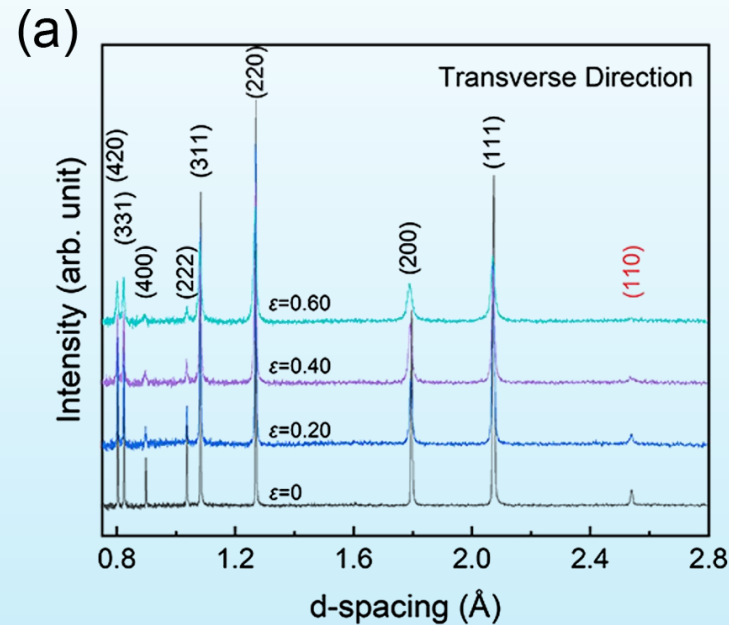 (a)
Transverse Direction
(420)
(331)
(400)
(222)
(311)
(220)
(200)
(111)
(110)
ε=0.60
ε=0.40
ε=0.20
ε=0
Intensity (arb. unit)
0.8 1.2 1.6 2.0 2.4 2.8
d-spacing (Å)